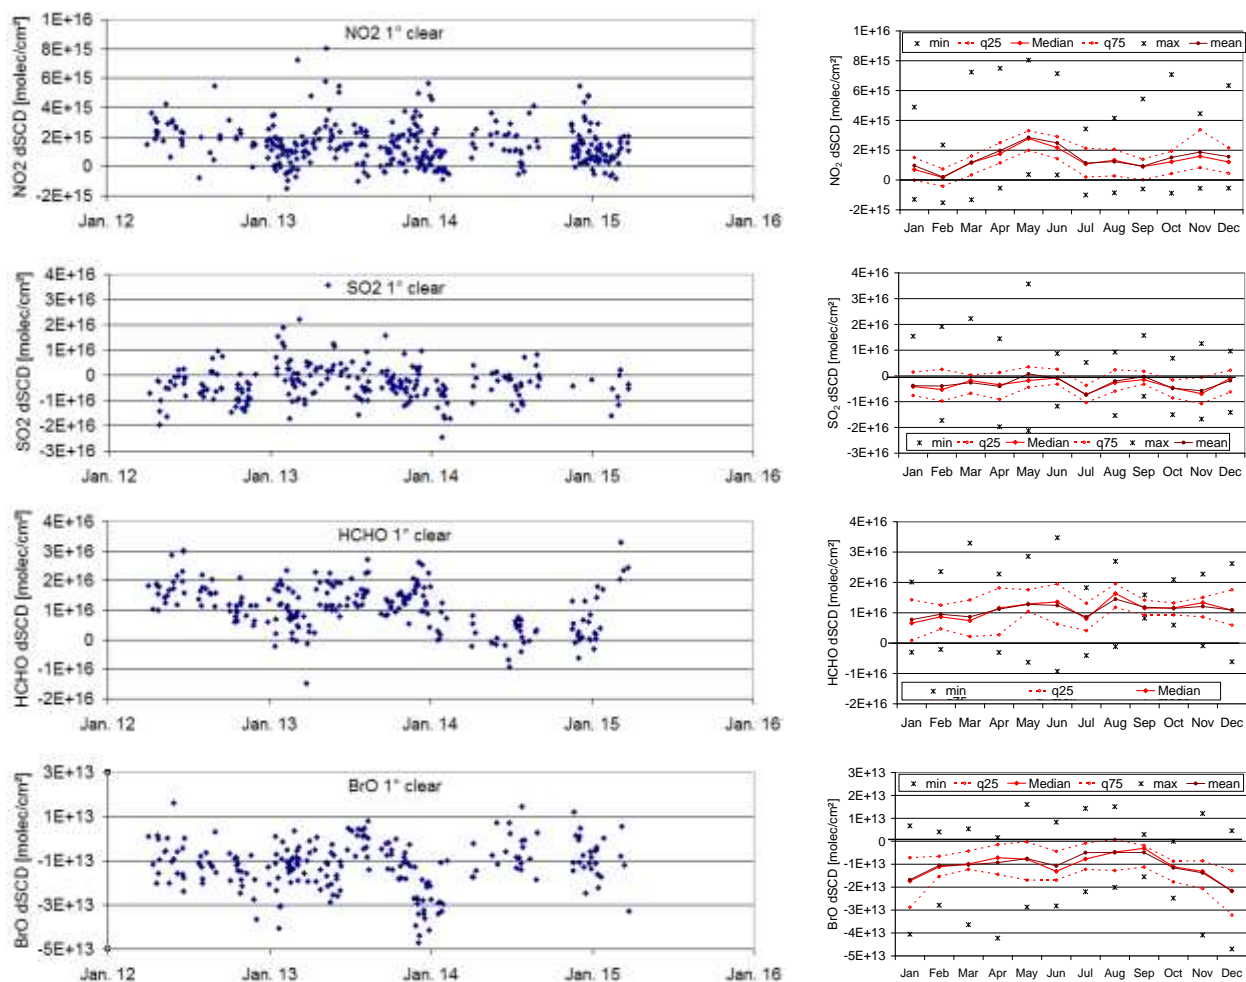 NO2 1° clear
NO2 dSCD [molec/cm²]
1E+16
8E+15
6E+15
4E+15
2E+15
0
-2E+15
Jan. 12 Jan. 13 Jan. 14 Jan. 15 Jan. 16
min q25 Median q75 max mean
NO₂ dSCD [molec/cm²]
1E+16
8E+15
6E+15
4E+15
2E+15
0
-2E+15
Jan Feb Mar Apr May Jun Jul Aug Sep Oct Nov Dec
SO2 1° clear
SO2 dSCD [molec/cm²]
4E+16
3E+16
2E+16
1E+16
0
-1E+16
-2E+16
-3E+16
Jan. 12 Jan. 13 Jan. 14 Jan. 15 Jan. 16
SO₂ dSCD [molec/cm²]
4E+16
3E+16
2E+16
1E+16
0
-1E+16
-2E+16
-3E+16
min q25 Median q75 max mean
Jan Feb Mar Apr May Jun Jul Aug Sep Oct Nov Dec
HCHO 1° clear
HCHO dSCD [molec/cm²]
4E+16
3E+16
2E+16
1E+16
0
-1E+16
-2E+16
Jan. 12 Jan. 13 Jan. 14 Jan. 15 Jan. 16
HCHO dSCD [molec/cm²]
4E+16
3E+16
2E+16
1E+16
0
-1E+16
-2E+16
min q25 Median
Jan Feb Mar Apr May Jun Jul Aug Sep Oct Nov Dec
BrO 1° clear
BrO dSCD [molec/cm²]
3E+13
1E+13
-1E+13
-3E+13
-5E+13
Jan. 12 Jan. 13 Jan. 14 Jan. 15 Jan. 16
min q25 Median q75 max mean
BrO dSCD [molec/cm²]
3E+13
2E+13
1E+13
0
-1E+13
-2E+13
-3E+13
-4E+13
-5E+13
Jan Feb Mar Apr May Jun Jul Aug Sep Oct Nov Dec